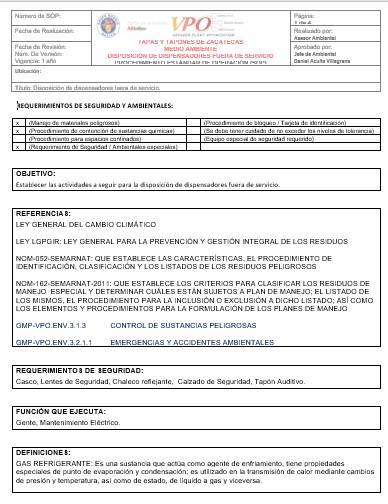 Número de SOP:
Fecha de Realización:
Fecha de Revisión:
Num. De Versión:
Vigencia: 1 año
VPO
TAPAS Y TAPONES DE ZACATECAS
MEDIO AMBIENTE
DISPOSICIÓN DE DISPENSADORES FUERA DE SERVICIO
PROCEDIMIENTO ESTANDAR DE OPERACIÓN (SOP)
Página:
1 de 4
Realizado por:
Asesor Ambiental
Aprobado por:
Jefe de Ambiental
Daniel Acuña Villagrana
Ubicación:
Título: Disposición de dispensadores fuera de servicio.
REQUERIMIENTOS DE SEGURIDAD Y AMBIENTALES:
x (Manejo de materiales peligrosos) (Procedimiento de bloqueo / Tarjeta de identificación)
x (Procedimiento de contención de sustancias químicas) (Se debe tener cuidado de no exceder los niveles de tolerancia)
x (Procedimiento para espacios confinados) (Equipo especial de seguridad requerido)
x (Requerimiento de Seguridad / Ambientales especiales)
OBJETIVO:
Establecer las actividades a seguir para la disposición de dispensadores fuera de servicio.
REFERENCIAS:
LEY GENERAL DEL CAMBIO CLIMÁTICO
LEY LGPGIR: LEY GENERAL PARA LA PREVENCIÓN Y GESTIÓN INTEGRAL DE LOS RESIDUOS
NOM-052-SEMARNAT: QUE ESTABLECE LAS CARACTERÍSTICAS, EL PROCEDIMIENTO DE
IDENTIFICACIÓN, CLASIFICACIÓN Y LOS LISTADOS DE LOS RESIDUOS PELIGROSOS
NOM-162-SEMARNAT-2011: QUE ESTABLECE LOS CRITERIOS PARA CLASIFICAR LOS RESIDUOS DE
MANEJO ESPECIAL Y DETERMINAR CUÁLES ESTÁN SUJETOS A PLAN DE MANEJO; EL LISTADO DE
LOS MISMOS, EL PROCEDIMIENTO PARA LA INCLUSIÓN O EXCLUSIÓN A DICHO LISTADO; ASÍ COMO
LOS ELEMENTOS Y PROCEDIMIENTOS PARA LA FORMULACIÓN DE LOS PLANES DE MANEJO
GMP-VPO.ENV.3.1.3 CONTROL DE SUSTANCIAS PELIGROSAS
GMP-VPO.ENV.3.2.1.1 EMERGENCIAS Y ACCIDENTES AMBIENTALES
REQUERIMIENTOS DE SEGURIDAD:
Casco, Lentes de Seguridad, Chaleco reflejante, Calzado de Seguridad, Tapón Auditivo.
FUNCIÓN QUE EJECUTA:
Gente, Mantenimiento Eléctrico.
DEFINICIONES:
GAS REFRIGERANTE: Es una sustancia que actúa como agente de enfriamiento, tiene propiedades
especiales de punto de evaporación y condensación; es utilizado en la transmisión de calor mediante cambios
de presión y temperatura, así como de estado, de líquido a gas y viceversa.